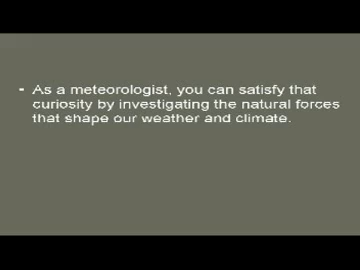 - As a meteorologist, you can satisfy that
curiosity by investigating the natural forces
that shape our weather and climate.